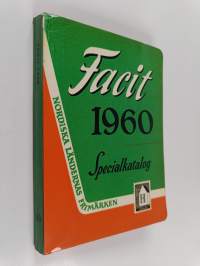 Facit
1960
Specialkatalog
NORDISKA LÄNDERNAS FRIMÄRKEN
H